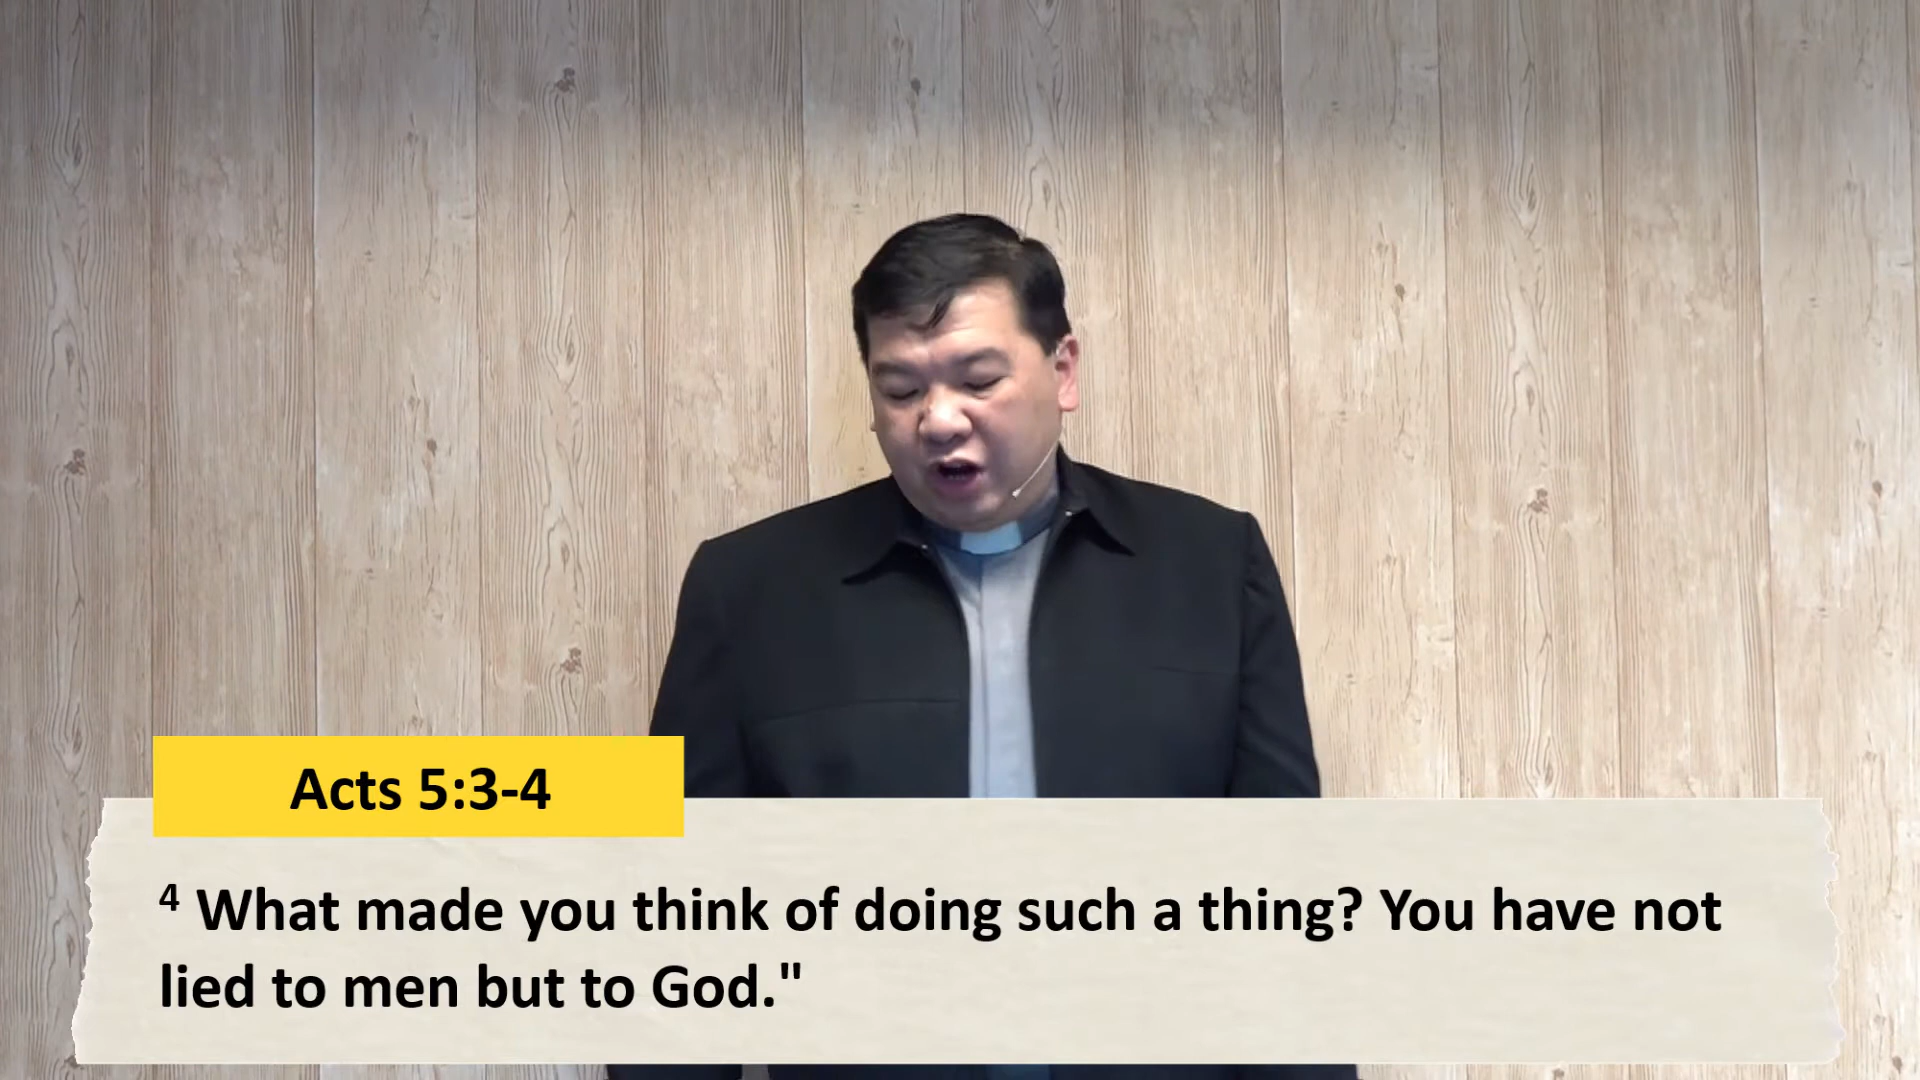 Acts 5:3-4
4 What made you think of doing such a thing? You have not
lied to men but to God."